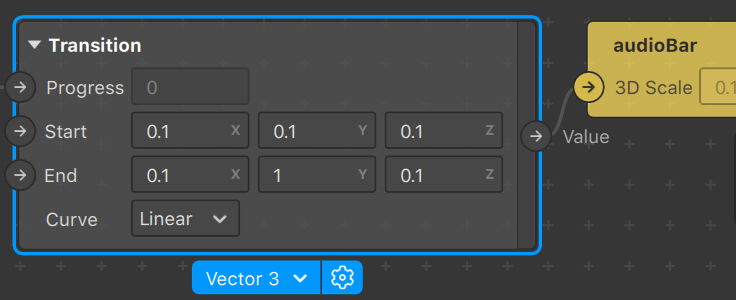 Transition
audioBar
Progress 0
3D Scale 0.1
Start 0.1 X 0.1 Y 0.1 Z
Value
End 0.1 X 1 Y 0.1 Z
Curve Linear
Vector 3